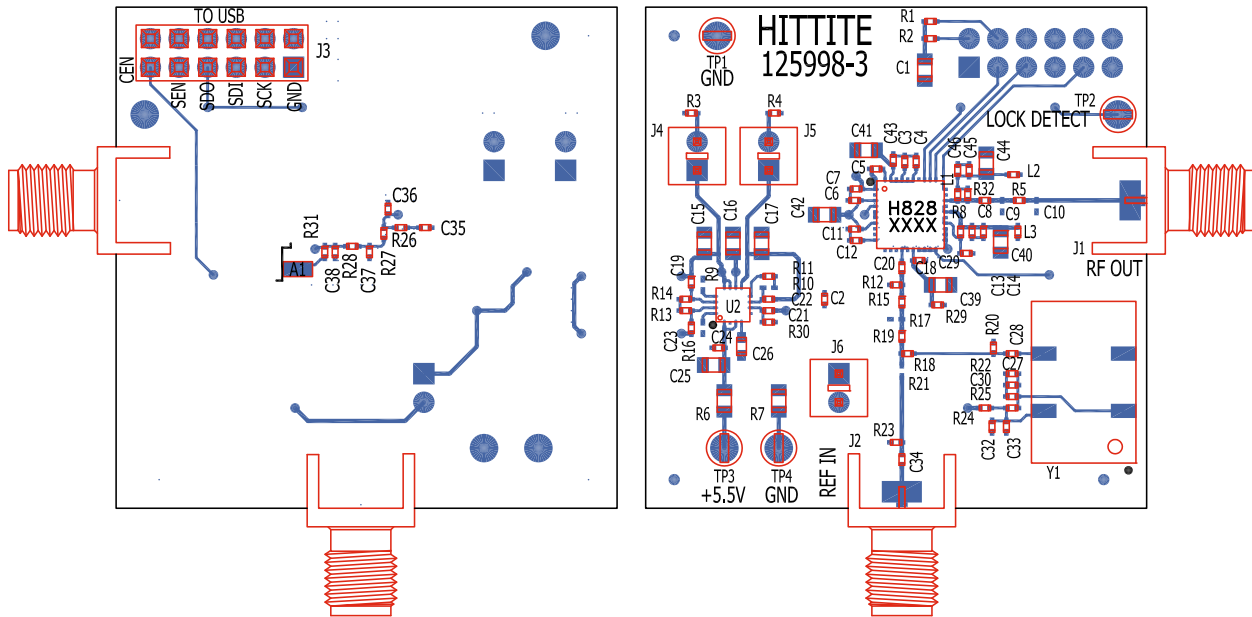 TO USB
J3
CEN
SEN
SDO
SDI
SCK
GND
R31
C36
C35
R26
R27
A1
C38
R28
C37
HITTITE
125998-3
TP1
GND
R1
R2
C1
TP2
LOCK DETECT
R3
R4
J4
J5
C41
C43
C3
C4
C46
C45
C44
C5
C7
C6
L1
L2
R32
R5
H828
XXXX
C42
C15
C16
C17
R8
C8
C9
C10
C11
C12
L3
J1
C40
RF OUT
C19
R9
R11
R10
C20
C18
C29
C13
C14
R14
R13
U2
C22
C21
R30
C2
R12
R15
C39
R29
C23
R16
C24
C26
C25
R17
R19
R18
R20
C28
J6
R21
R22
C27
C30
R25
R24
R6
R7
J2
R23
C34
C32
C33
REF IN
TP3
+5.5V
TP4
GND
Y1